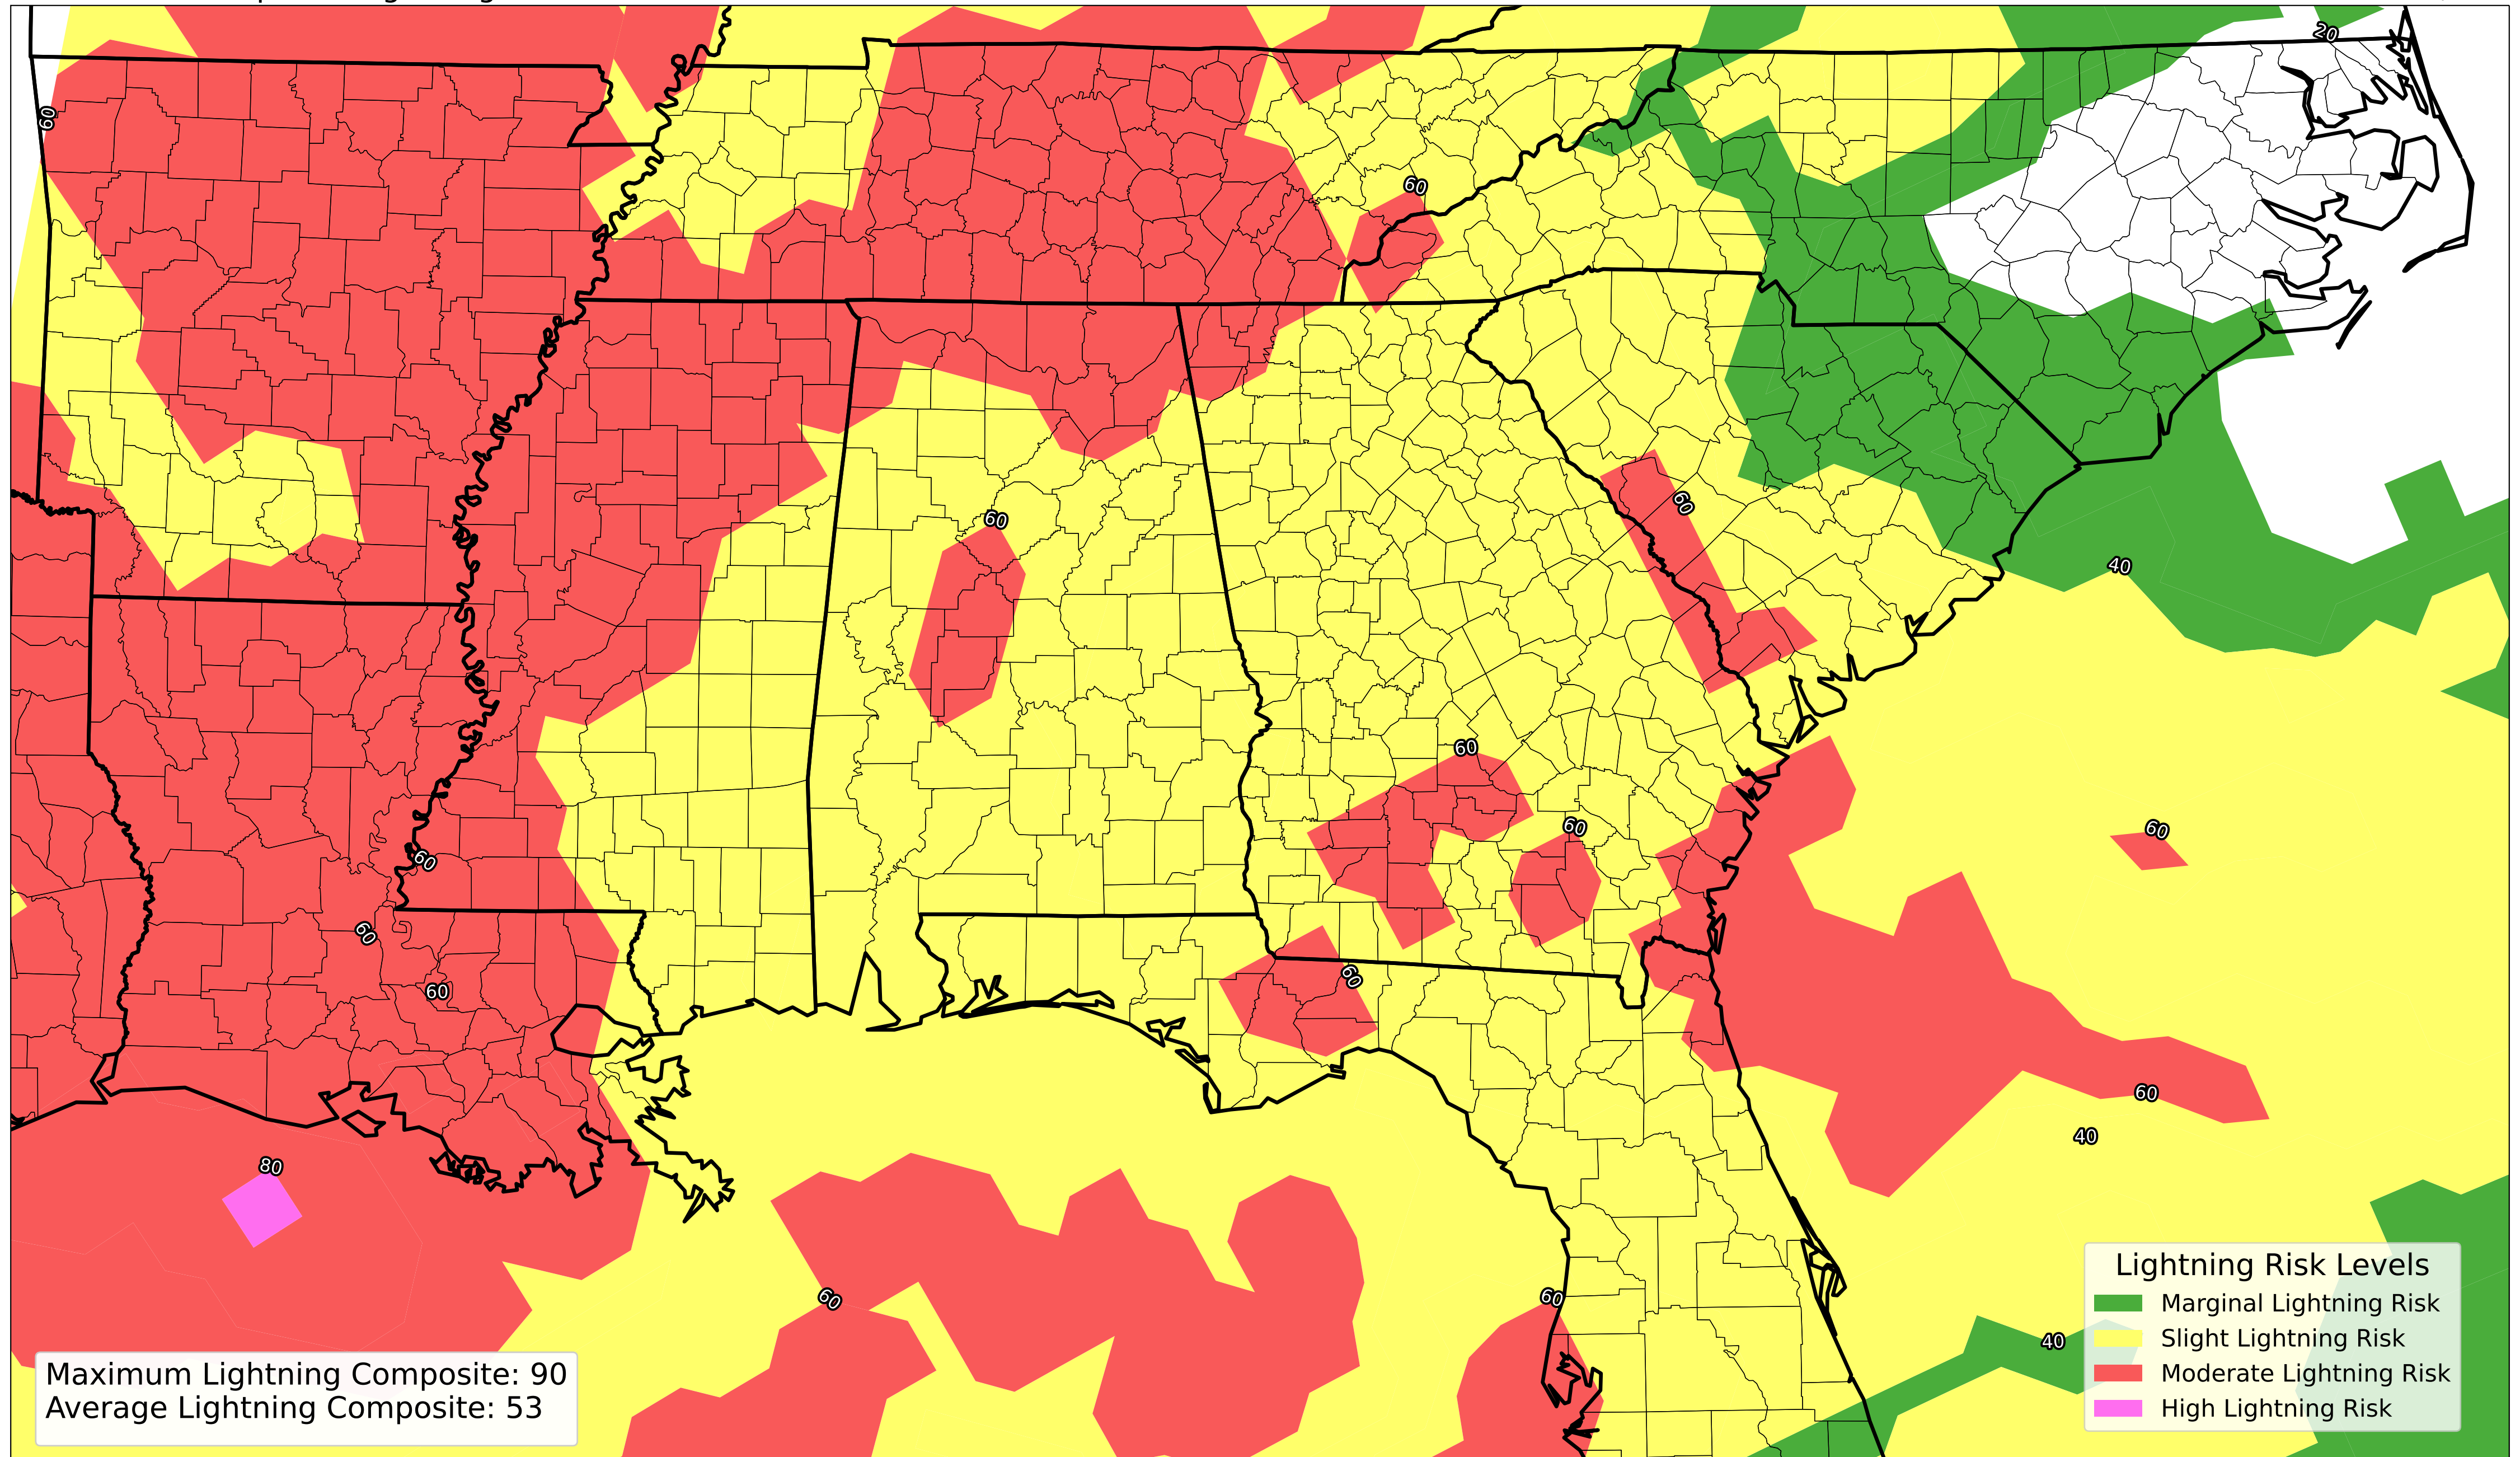 20
60
60
60
60
40
60
60
60
60
60
60
60
80
60
40
60
60
40
Lightning Risk Levels
Marginal Lightning Risk
Slight Lightning Risk
Moderate Lightning Risk
High Lightning Risk
Maximum Lightning Composite: 90
Average Lightning Composite: 53